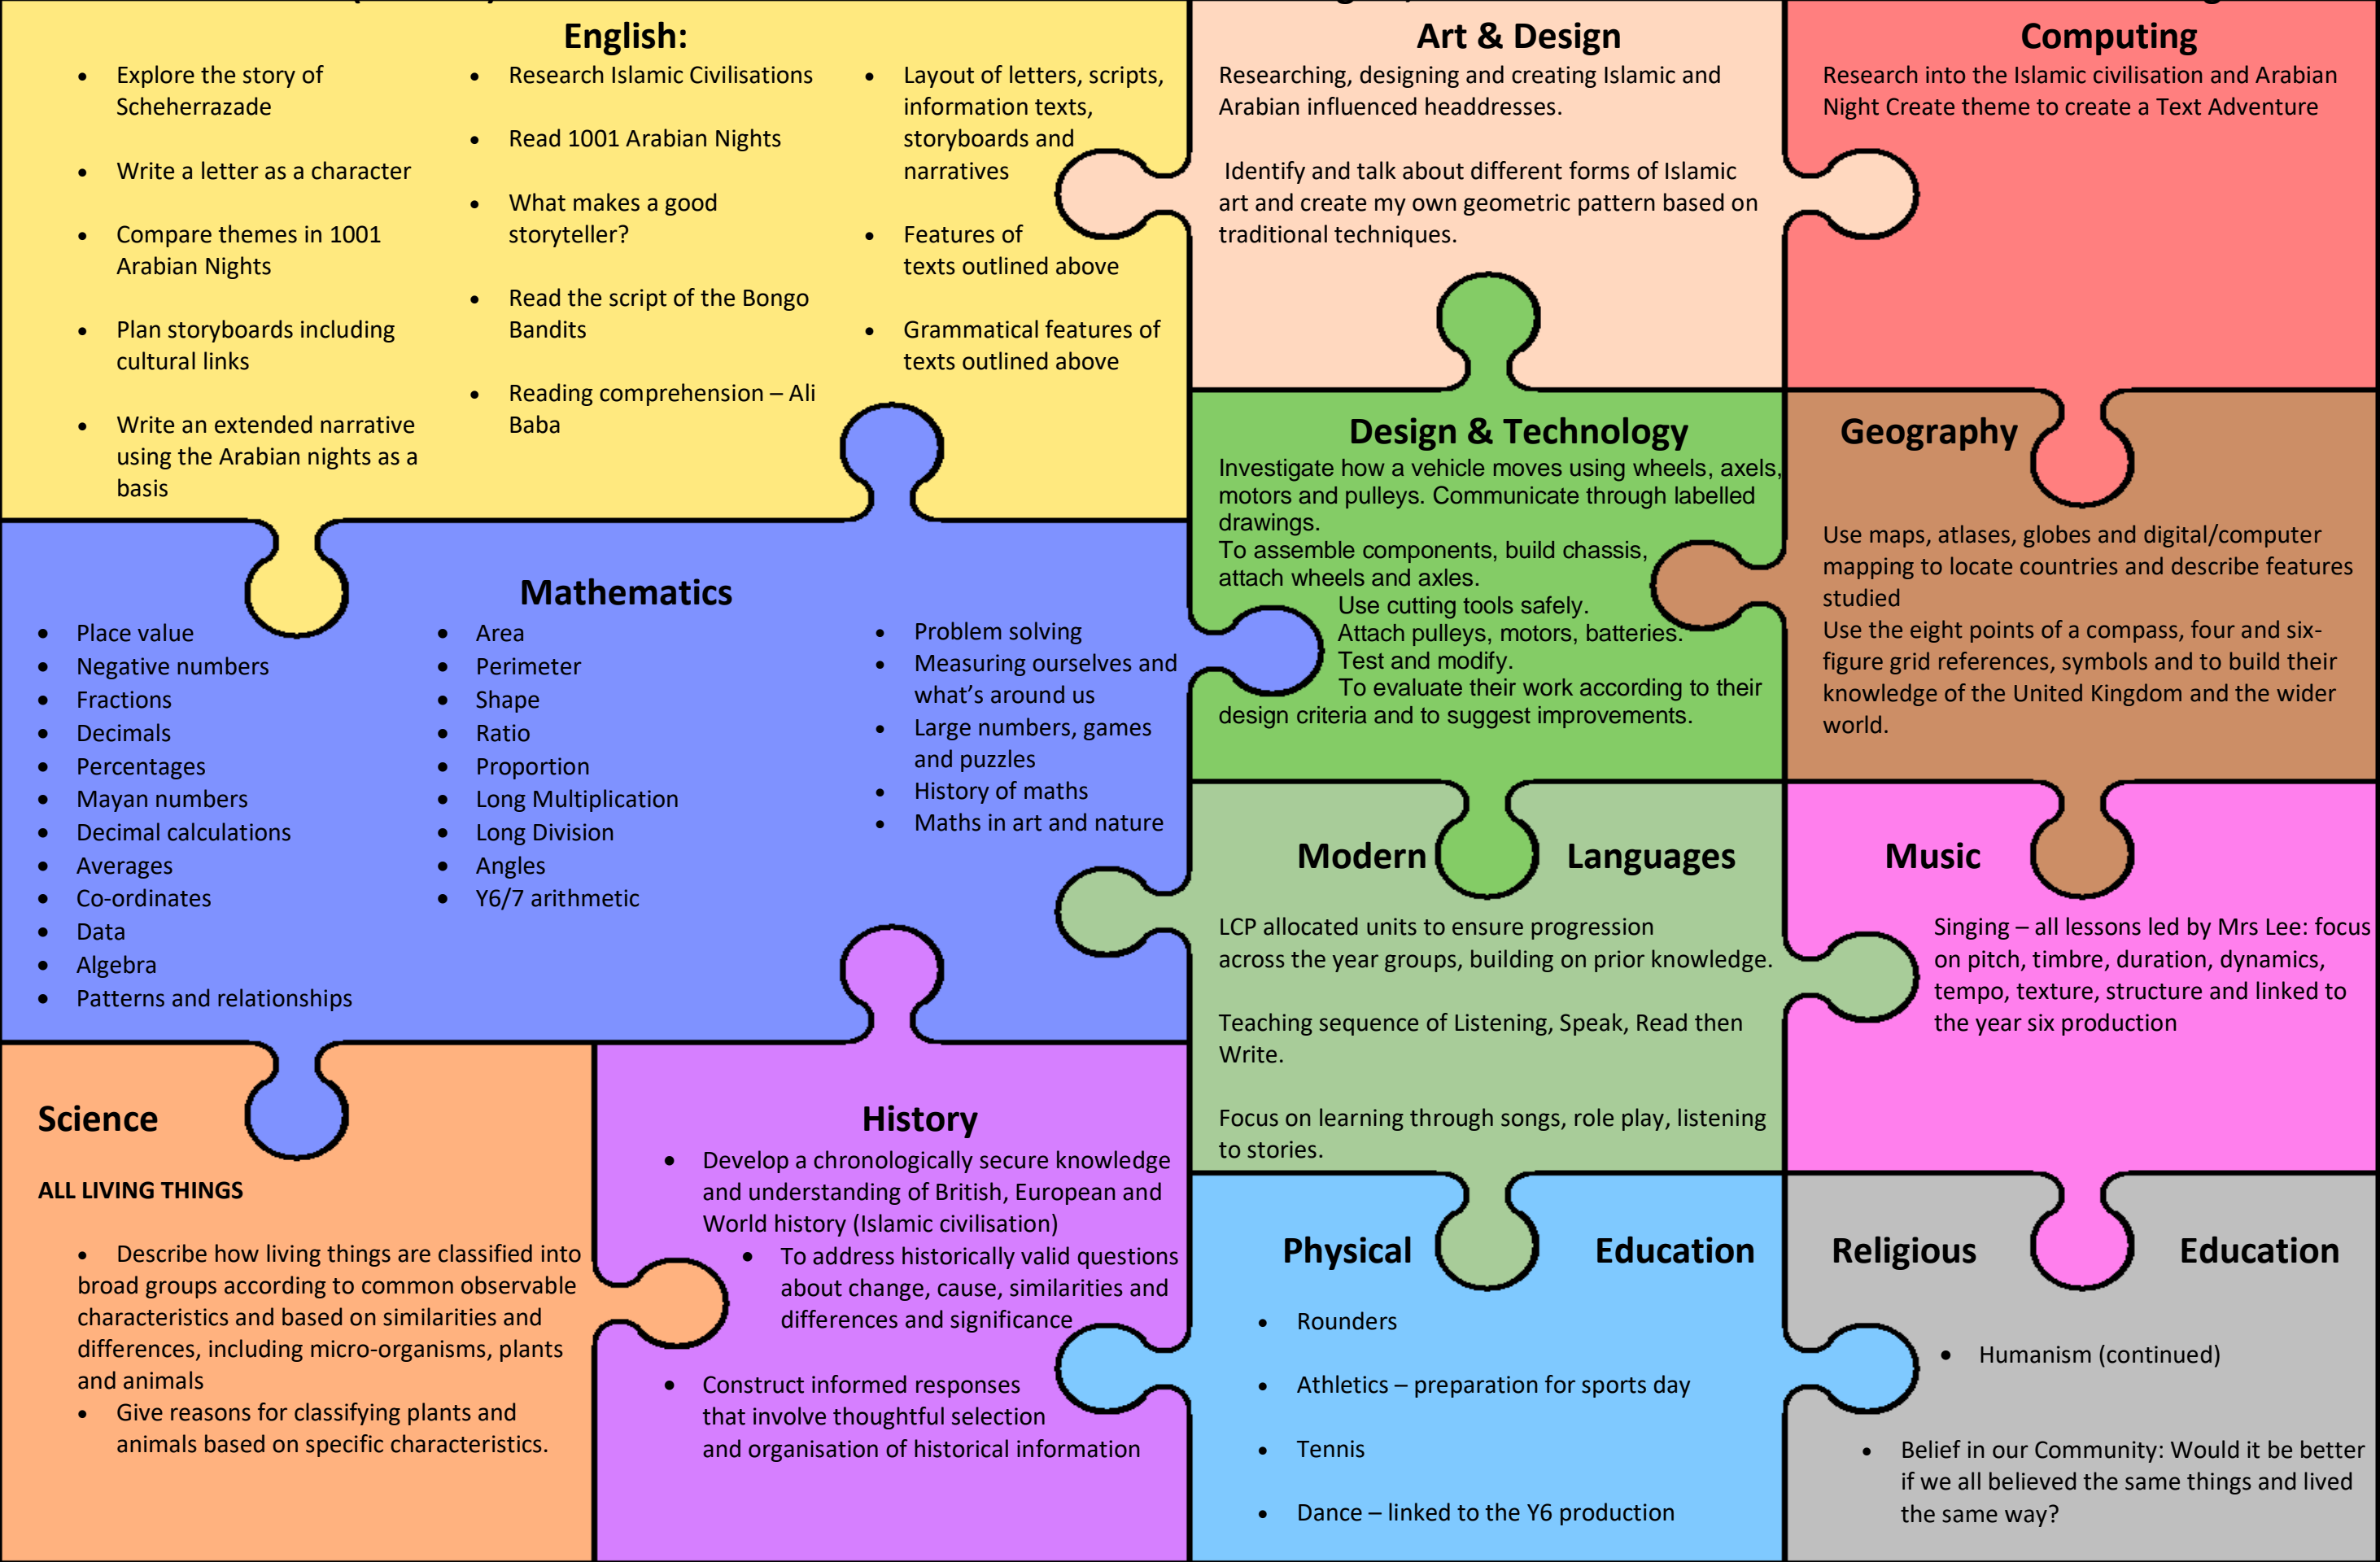 English:
• Explore the story of
Scheherrazade
• Write a letter as a character
• Compare themes in 1001
Arabian Nights
• Plan storyboards including
cultural links
• Write an extended narrative
using the Arabian nights as a
basis
• Research Islamic Civilisations
• Read 1001 Arabian Nights
• What makes a good
storyteller?
• Read the script of the Bongo
Bandits
• Reading comprehension – Ali
Baba
• Layout of letters, scripts,
information texts,
storyboards and
narratives
• Features of
texts outlined above
• Grammatical features of
texts outlined above
Art & Design
Researching, designing and creating Islamic and
Arabian influenced headdresses.
Identify and talk about different forms of Islamic
art and create my own geometric pattern based on
traditional techniques.
Computing
Research into the Islamic civilisation and Arabian
Night Create theme to create a Text Adventure
Design & Technology
Investigate how a vehicle moves using wheels, axels,
motors and pulleys. Communicate through labelled
drawings.
To assemble components, build chassis,
attach wheels and axles.
Use cutting tools safely.
Attach pulleys, motors, batteries.
Test and modify.
To evaluate their work according to their
design criteria and to suggest improvements.
Geography
Use maps, atlases, globes and digital/computer
mapping to locate countries and describe features
studied
Use the eight points of a compass, four and six-
figure grid references, symbols and to build their
knowledge of the United Kingdom and the wider
world.
Mathematics
• Place value
• Negative numbers
• Fractions
• Decimals
• Percentages
• Mayan numbers
• Decimal calculations
• Averages
• Co-ordinates
• Data
• Algebra
• Patterns and relationships
• Area
• Perimeter
• Shape
• Ratio
• Proportion
• Long Multiplication
• Long Division
• Angles
• Y6/7 arithmetic
• Problem solving
• Measuring ourselves and
what's around us
• Large numbers, games
and puzzles
• History of maths
• Maths in art and nature
Modern Languages
LCP allocated units to ensure progression
across the year groups, building on prior knowledge.
Teaching sequence of Listening, Speak, Read then
Write.
Focus on learning through songs, role play, listening
to stories.
Music
Singing – all lessons led by Mrs Lee: focus
on pitch, timbre, duration, dynamics,
tempo, texture, structure and linked to
the year six production
Science
ALL LIVING THINGS
• Describe how living things are classified into
broad groups according to common observable
characteristics and based on similarities and
differences, including micro-organisms, plants
and animals
• Give reasons for classifying plants and
animals based on specific characteristics.
History
• Develop a chronologically secure knowledge
and understanding of British, European and
World history (Islamic civilisation)
• To address historically valid questions
about change, cause, similarities and
differences and significance
• Construct informed responses
that involve thoughtful selection
and organisation of historical information
Physical Education
• Rounders
• Athletics – preparation for sports day
• Tennis
• Dance – linked to the Y6 production
Religious Education
• Humanism (continued)
• Belief in our Community: Would it be better
if we all believed the same things and lived
the same way?